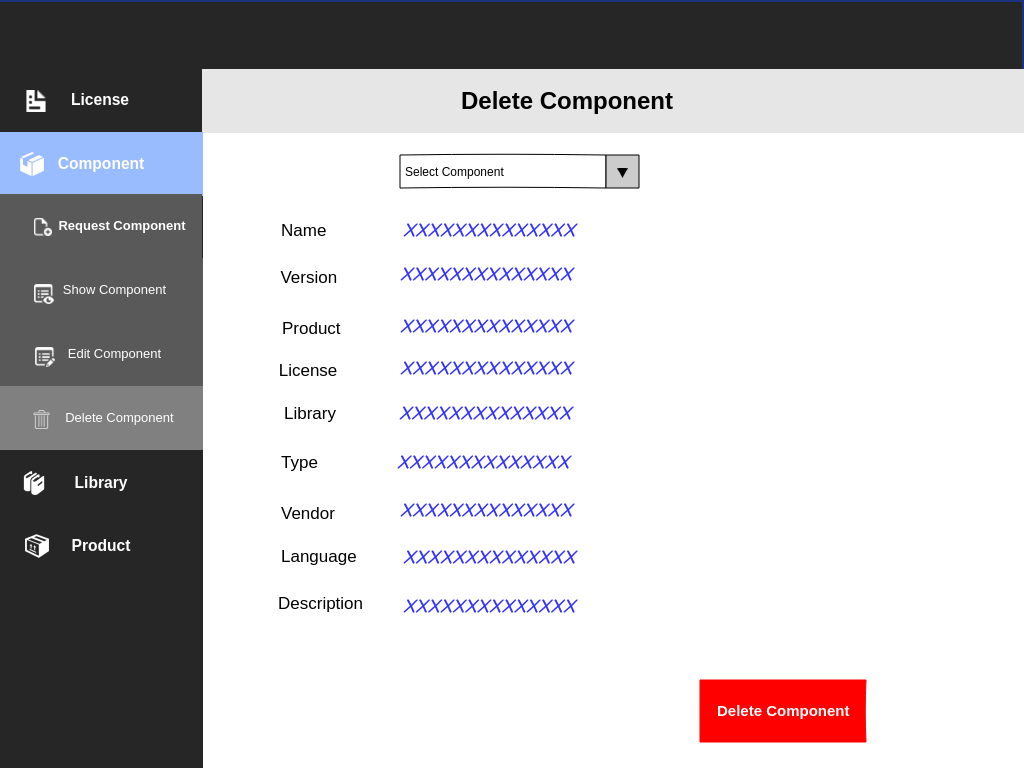 License
Component
Request Component
Show Component
Edit Component
Delete Component
Library
Product
Delete Component
Select Component
Name XXXXXXXXXXXXXX
Version XXXXXXXXXXXXXX
Product XXXXXXXXXXXXXX
License XXXXXXXXXXXXXX
Library XXXXXXXXXXXXXX
Type XXXXXXXXXXXXXX
Vendor XXXXXXXXXXXXXX
Language XXXXXXXXXXXXXX
Description XXXXXXXXXXXXXX
Delete Component